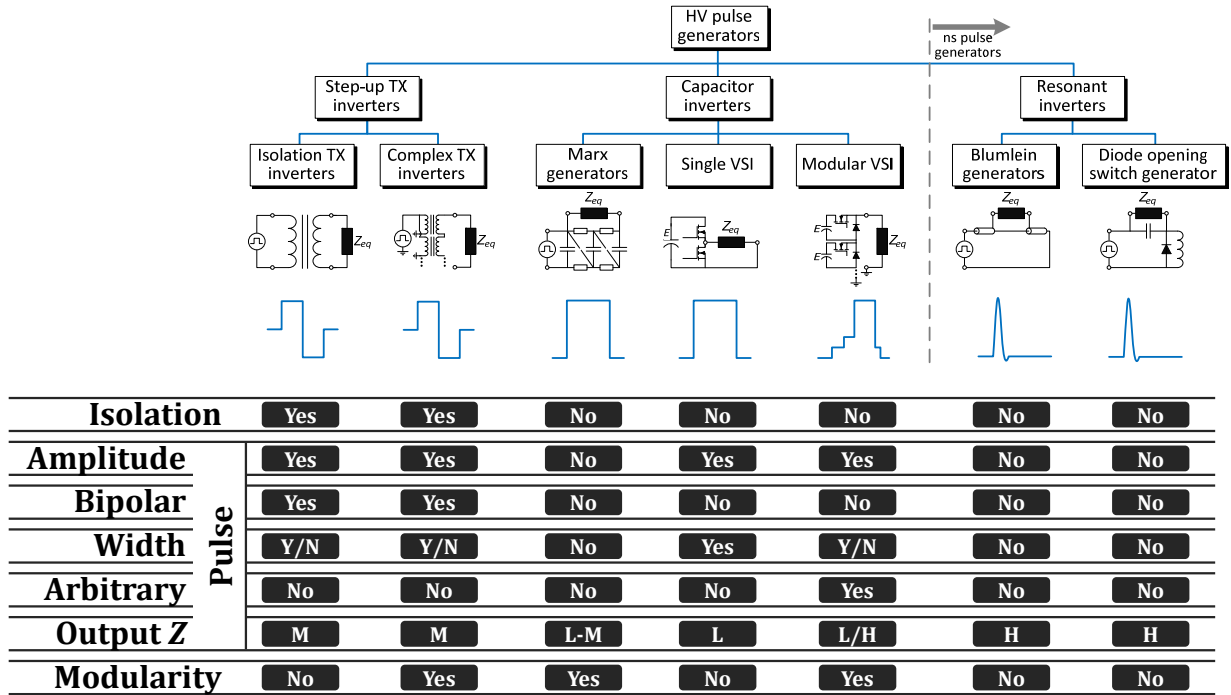 HV pulse
generators
ns pulse
generators
Step-up TX
inverters
Capacitor
inverters
Resonant
inverters
Isolation TX
inverters
Complex TX
inverters
Marx
generators
Single VSI
Modular VSI
Blumlein
generators
Diode opening
switch generator
Zeq
Zeq
Zeq
E
Zeq
E
E
Zeq
Zeq
Zeq
Isolation Yes Yes No No No No No
Pulse
Amplitude Yes Yes No Yes Yes No No
Bipolar Yes Yes No No No No No
Width Y/N Y/N No Yes Y/N No No
Arbitrary No No No No Yes No No
Output Z M M L-M L L/H H H
Modularity No Yes Yes No Yes No No